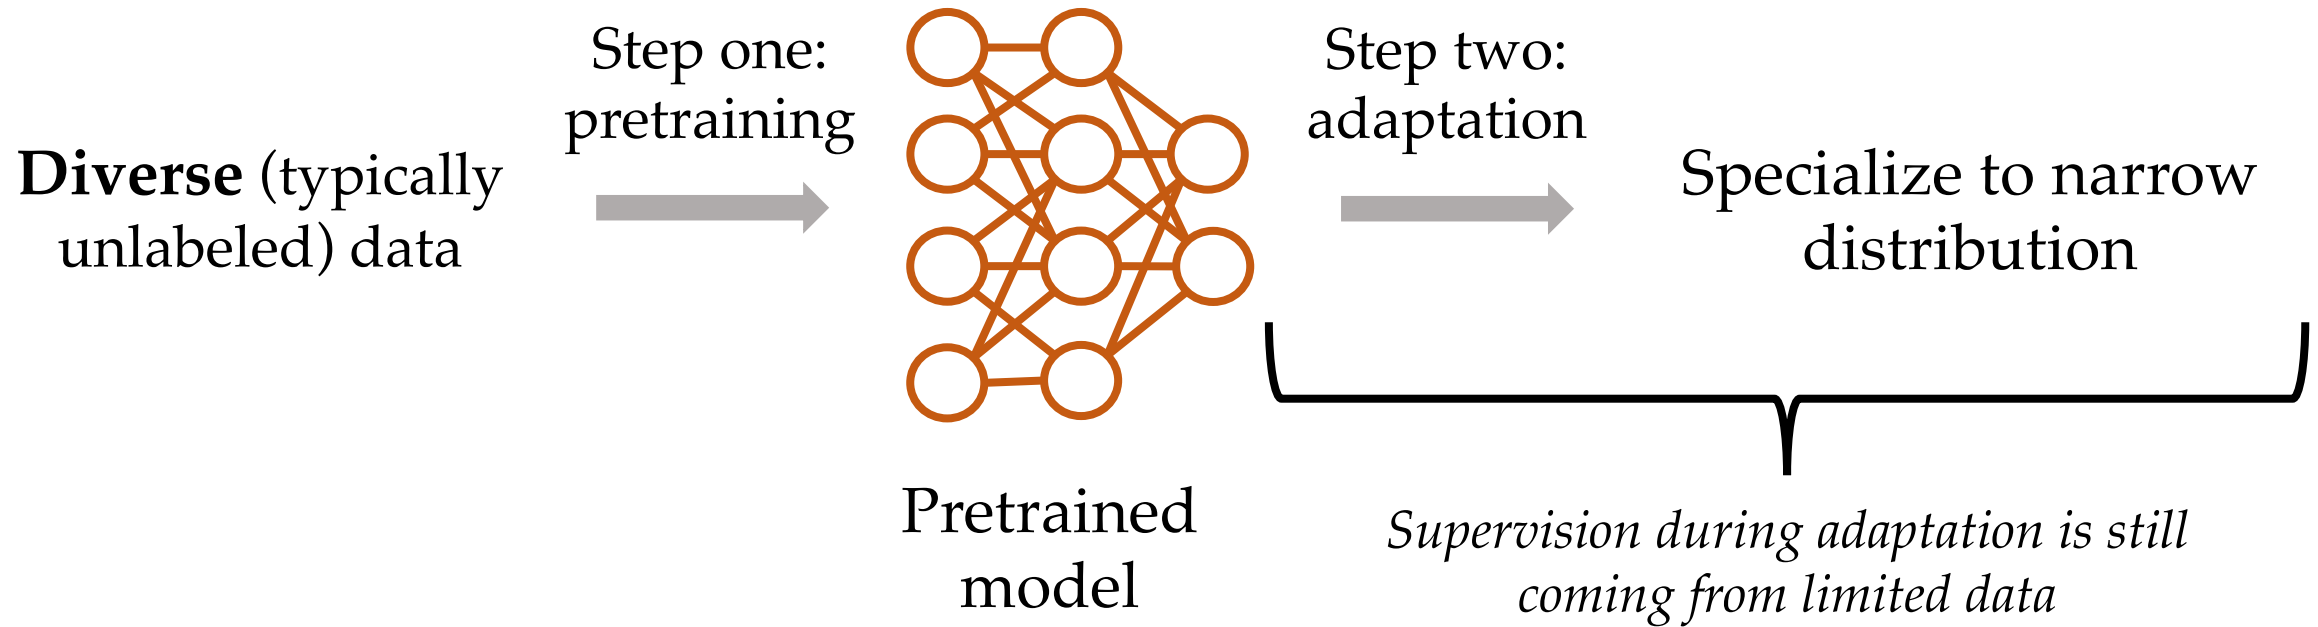 Diverse (typically
unlabeled) data
Step one:
pretraining
Pretrained
model
Step two:
adaptation
Specialize to narrow
distribution
Supervision during adaptation is still
coming from limited data